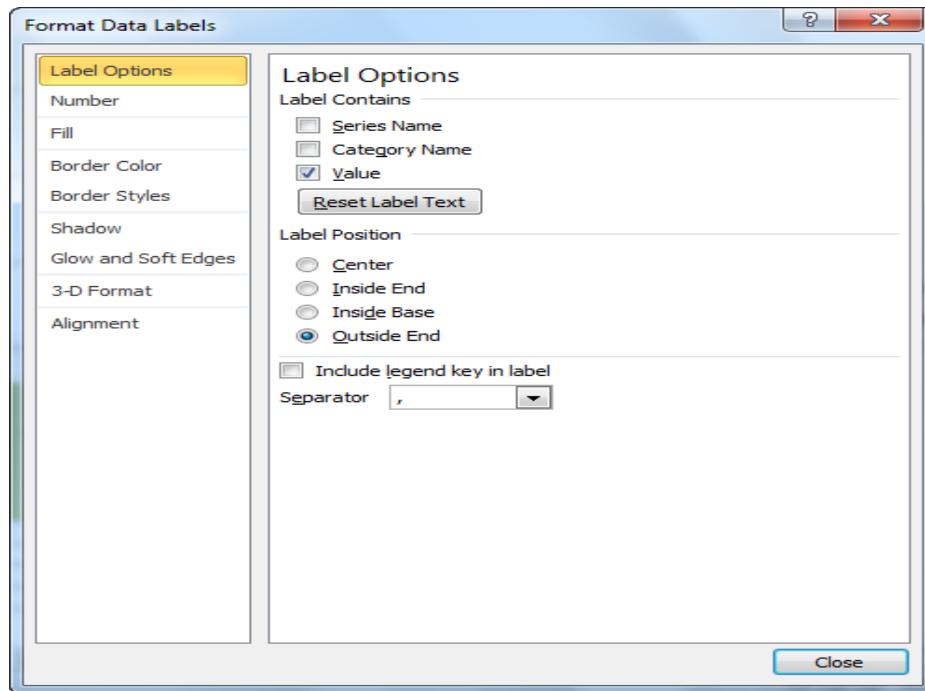 Format Data Labels
?
Label Options
Number
Fill
Border Color
Border Styles
Shadow
Glow and Soft Edges
3-D Format
Alignment
Label Options
Label Contains
Series Name
Category Name
Value
Reset Label Text
Label Position
Center
Inside End
Inside Base
Outside End
Include legend key in label
Separator ,
Close